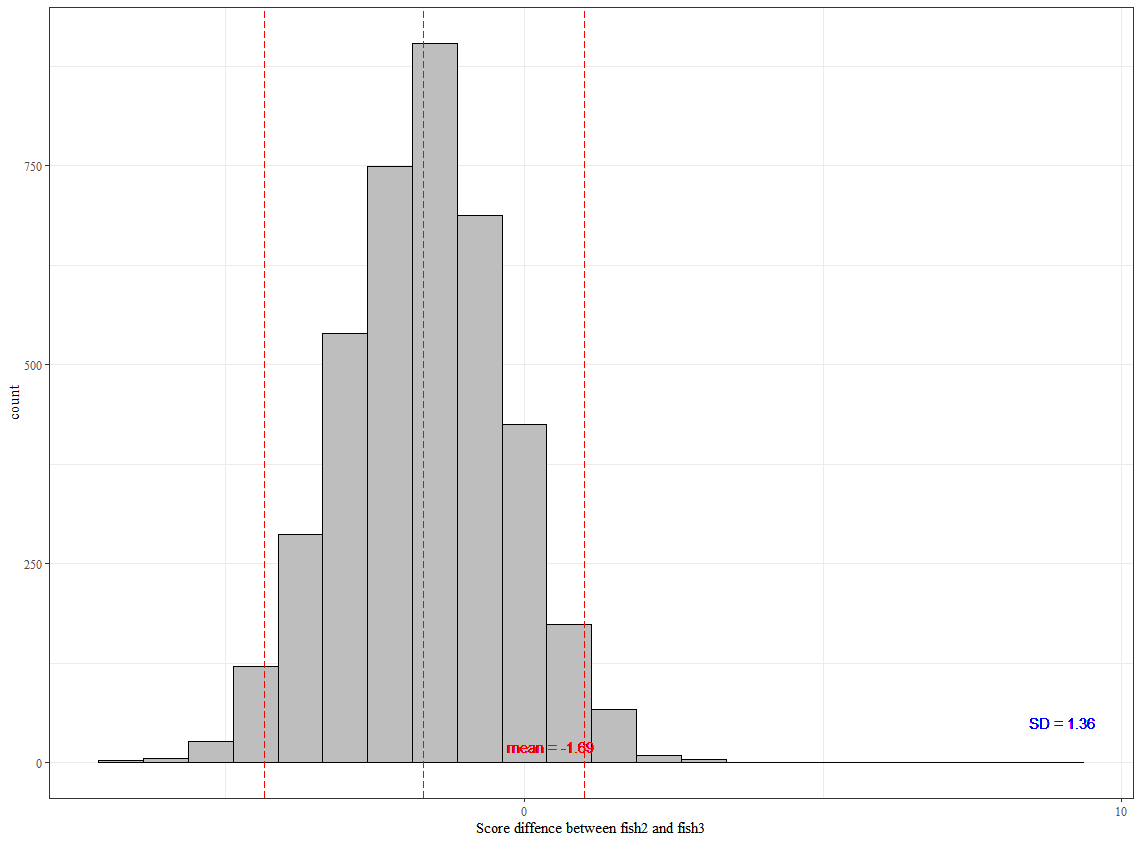 750
500
250
0
count
mean = -1.69
SD = 1.36
0
10
Score diffence between fish2 and fish3